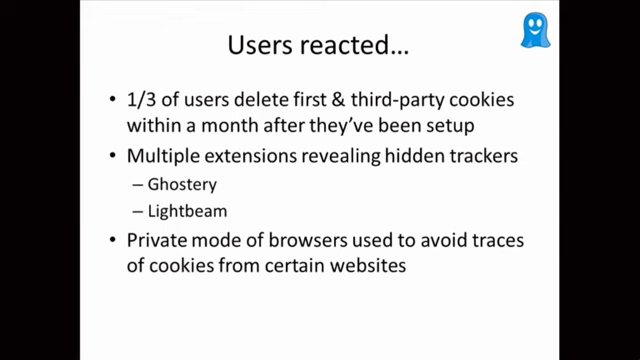 Users reacted…
• 1/3 of users delete first & third-party cookies
within a month after they've been setup
• Multiple extensions revealing hidden trackers
– Ghostery
– Lightbeam
• Private mode of browsers used to avoid traces
of cookies from certain websites